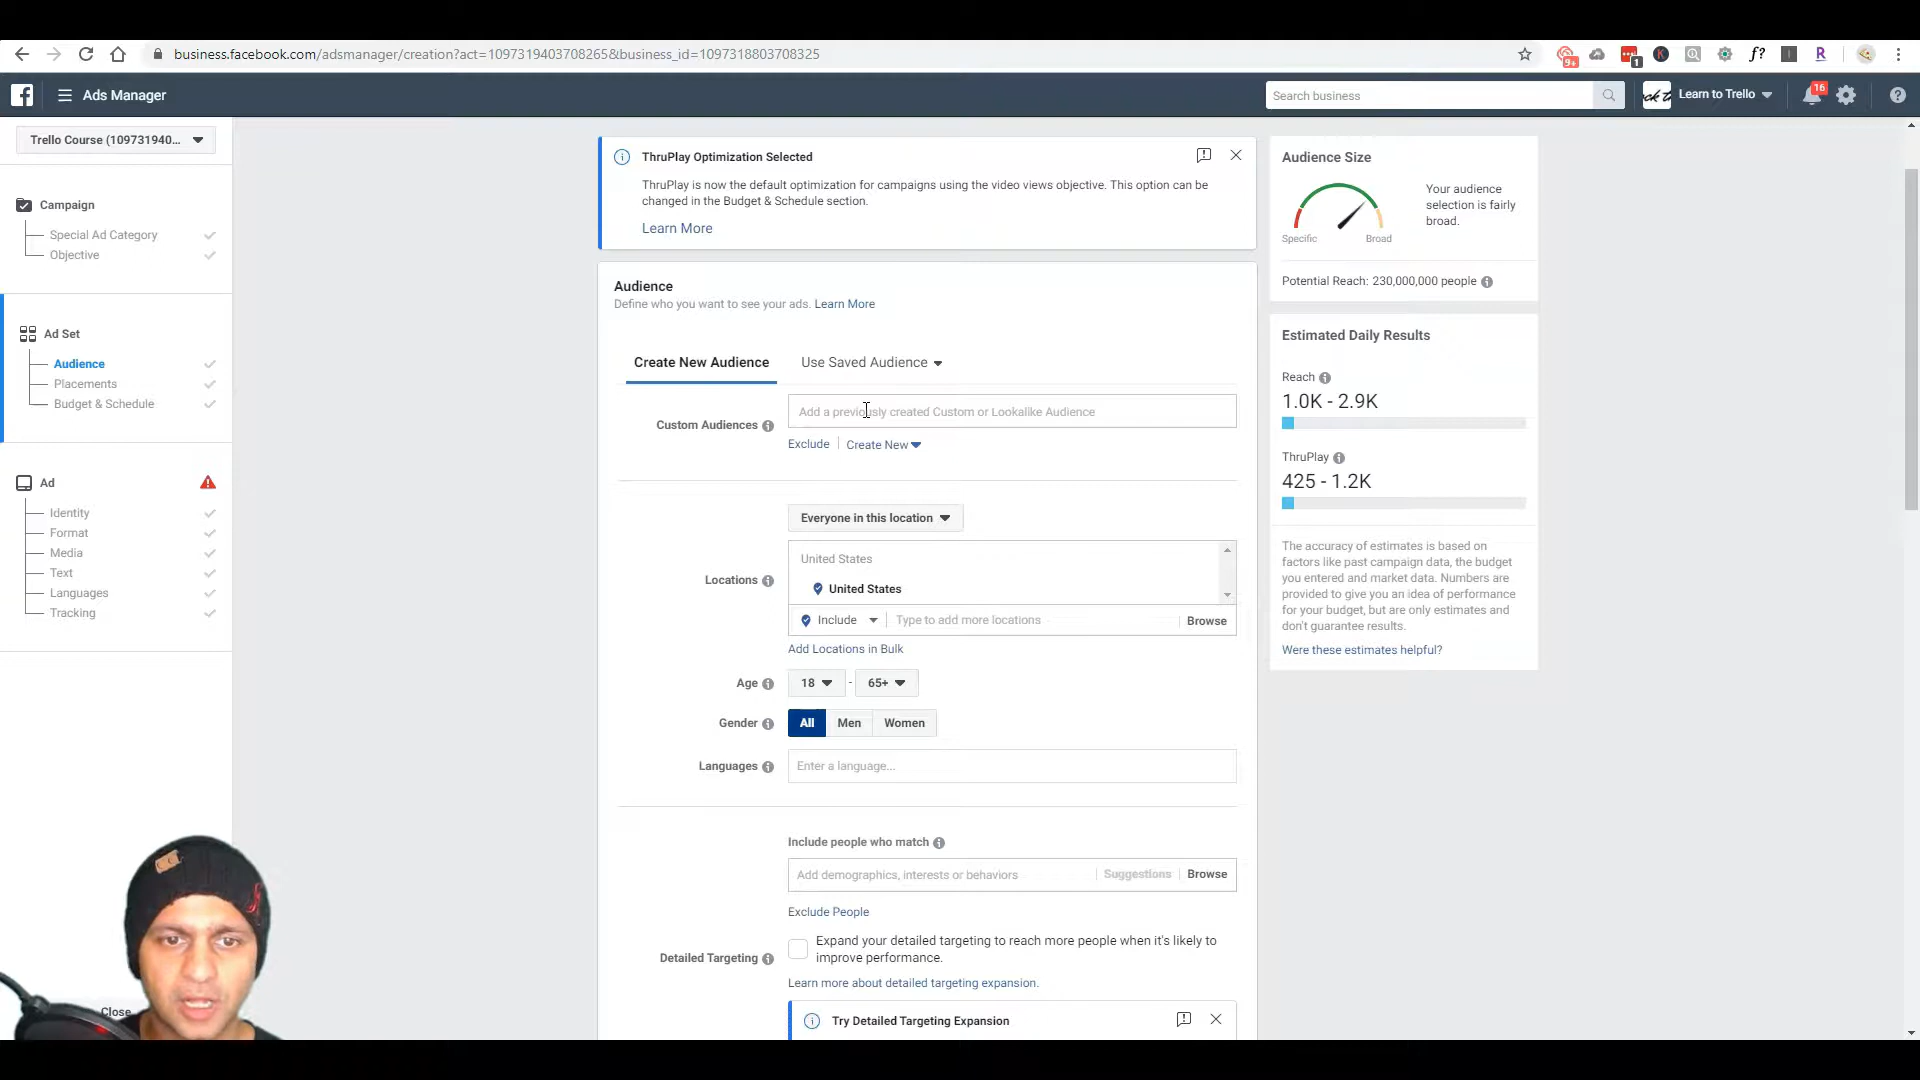 business.facebook.com/adsmanager/creation?act=1097319403708265&business_id=1097318803708325
9+
1
f?
R
Ads Manager
Search business
Learn to Trello
16
Trello Course (109731940...
Campaign
Special Ad Category
Objective
Ad Set
Audience
Placements
Budget & Schedule
Ad
Identity
Format
Media
Text
Languages
Tracking
Close
ThruPlay Optimization Selected
ThruPlay is now the default optimization for campaigns using the video views objective. This option can be
changed in the Budget & Schedule section.
Learn More
Audience
Define who you want to see your ads. Learn More
Create New Audience
Use Saved Audience
Custom Audiences
Add a previously created Custom or Lookalike Audience
Exclude
Create New
Everyone in this location
Locations
United States
United States
Include
Type to add more locations
Browse
Add Locations in Bulk
Age
18 - 65+
Gender
All
Men
Women
Languages
Enter a language...
Include people who match
Add demographics, interests or behaviors
Suggestions
Browse
Exclude People
Detailed Targeting
Expand your detailed targeting to reach more people when it's likely to
improve performance.
Learn more about detailed targeting expansion.
Try Detailed Targeting Expansion
Audience Size
Your audience
selection is fairly
broad.
Specific
Broad
Potential Reach: 230,000,000 people
Estimated Daily Results
Reach
1.0K - 2.9K
ThruPlay
425 - 1.2K
The accuracy of estimates is based on
factors like past campaign data, the budget
you entered and market data. Numbers are
provided to give you an idea of performance
for your budget, but are only estimates and
don't guarantee results.
Were these estimates helpful?